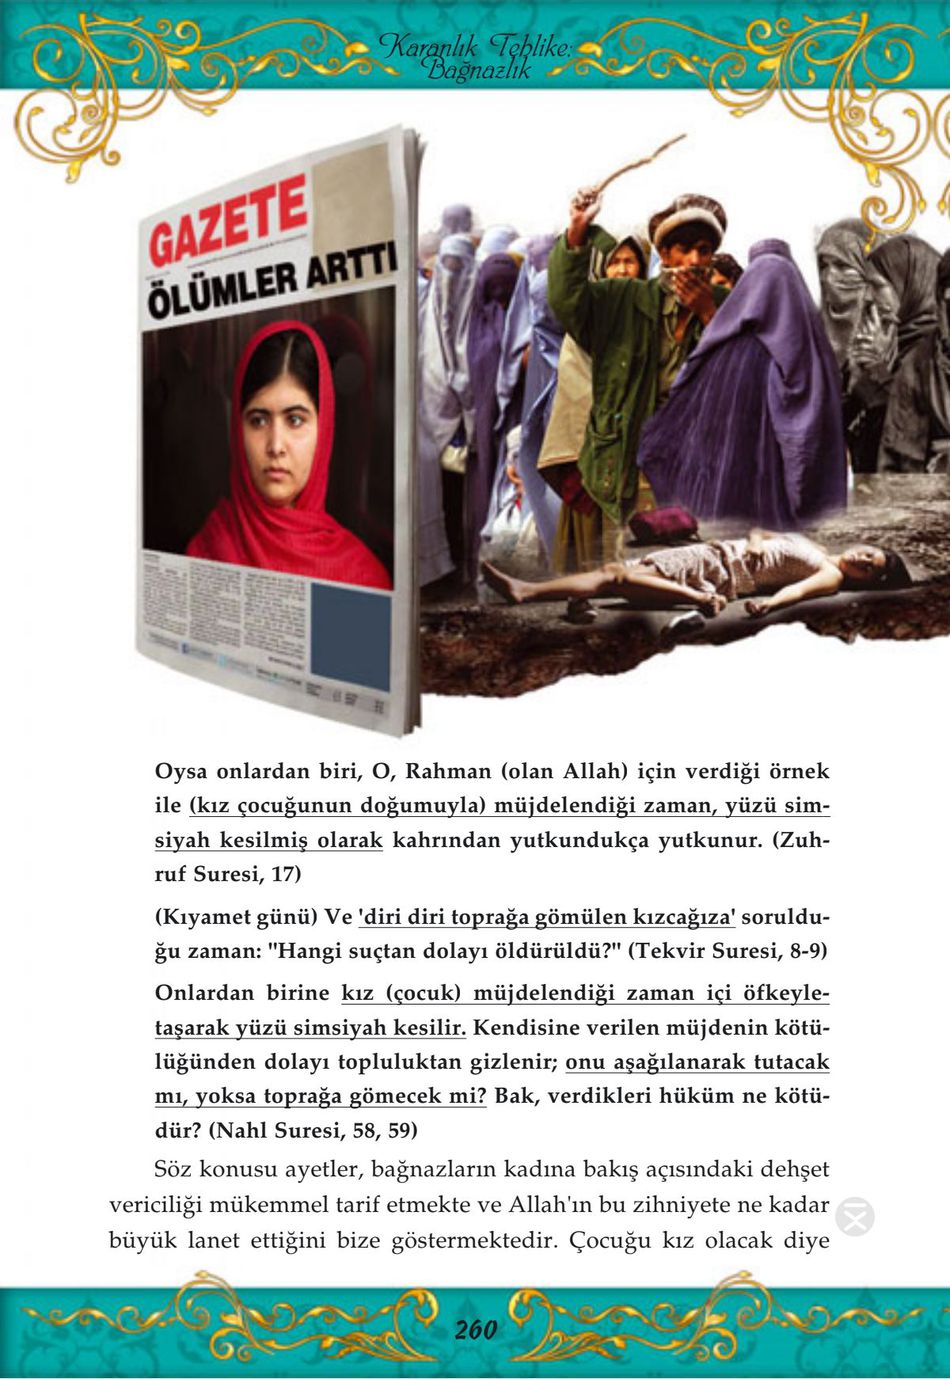 Karanlık Tehlike:
Bağnazlık
GAZETE
ÖLÜMLER ARTTI
Oysa onlardan biri, O, Rahman (olan Allah) için verdiği örnek
ile (kız çocuğunun doğumuyla) müjdelendiği zaman, yüzü sim-
siyah kesilmiş olarak kahrından yutkundukça yutkunur. (Zuh-
ruf Suresi, 17)
(Kıyamet günü) Ve 'diri diri toprağa gömülen kızcağıza' soruldu-
ğu zaman: "Hangi suçtan dolayı öldürüldü?" (Tekvir Suresi, 8-9)
Onlardan birine kız (çocuk) müjdelendiği zaman içi öfkeyle-
taşarak yüzü simsiyah kesilir. Kendisine verilen müjdenin kötü-
lüğünden dolayı topluluktan gizlenir; onu aşağılanarak tutacak
mı, yoksa toprağa gömecek mi? Bak, verdikleri hüküm ne kötü-
dür? (Nahl Suresi, 58, 59)
Söz konusu ayetler, bağnazların kadına bakış açısındaki dehşet
vericiliği mükemmel tarif etmekte ve Allah'ın bu zihniyete ne kadar
büyük lanet ettiğini bize göstermektedir. Çocuğu kız olacak diye
260